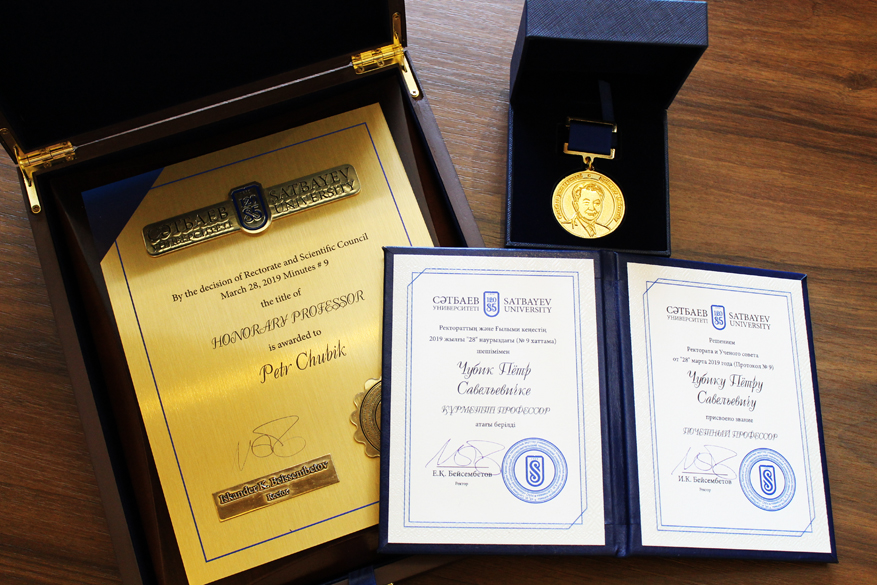 СӘТБАЕВ
УНИВЕРСИТЕТІ
SATBAYEV
UNIVERSITY
By the decision of Rectorate and Scientific Council
March 28, 2019 Minutes # 9
the title of
HONORARY PROFESSOR
is awarded to
Petr Chubik
Iskander K. Beissembetov
Rector
СӘТБАЕВ
УНИВЕРСИТЕТІ
SATBAYEV
UNIVERSITY
Ректораттың және Ғылыми кеңестің
2019 жылғы "28" наурыздағы (№ 9 хаттама)
шешімімен
Чубик Пётр
Савельевичке
ҚҰРМЕТТІ ПРОФЕССОР
атағы берілді
Е.Қ. Бейсембетов
Ректор
СӘТБАЕВ
УНИВЕРСИТЕТІ
SATBAYEV
UNIVERSITY
Решением
Ректората и Ученого совета
от "28" марта 2019 года (Протокол № 9)
Чубику Пётру
Савельевичу
присвоено звание
ПОЧЕТНЫЙ ПРОФЕССОР
И.К. Бейсембетов
Ректор